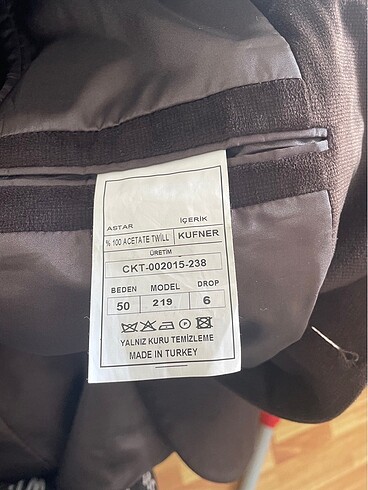 ASTAR İÇERİK
% 100 ACETATE TWILL KUFNER
ÜRETİM
CKT-002015-238
BEDEN MODEL DROP
50 219 6
YALNIZ KURU TEMİZLEME
MADE IN TURKEY